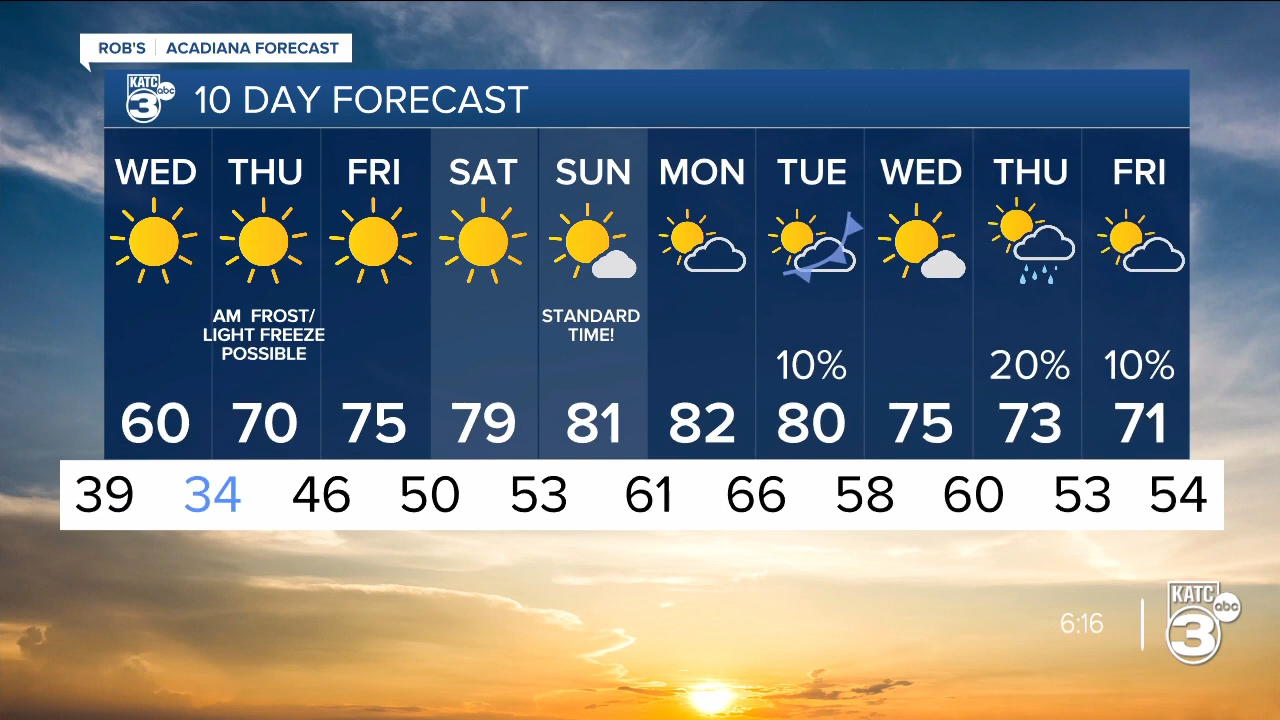 ROB'S ACADIANA FORECAST
KATC abc 3 10 DAY FORECAST
WED THU FRI SAT SUN MON TUE WED THU FRI
AM FROST/
LIGHT FREEZE
POSSIBLE
STANDARD
TIME!
10% 20% 10%
60 70 75 79 81 82 80 75 73 71
39 34 46 50 53 61 66 58 60 53 54
6:16
KATC
abc
3